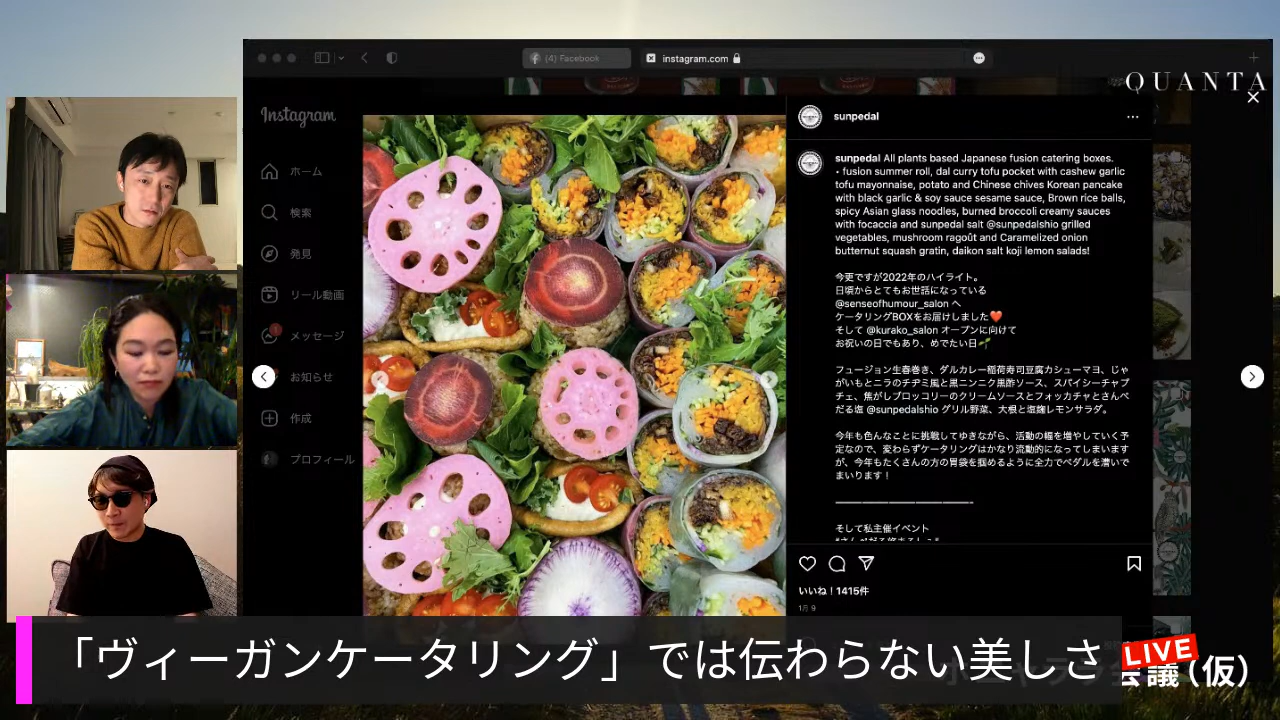 (4) Facebook
instagram.com
QUANTA
Instagram
ホーム
検索
発見
リール動画
メッセージ
お知らせ
作成
プロフィール
sunpedal
sunpedal All plants based Japanese fusion catering boxes.
・fusion summer roll, dal curry tofu pocket with cashew garlic
tofu mayonnaise, potato and Chinese chives Korean pancake
with black garlic & soy sauce sesame sauce, Brown rice balls,
spicy Asian glass noodles, burned broccoli creamy sauces
with focaccia and sunpedal salt @sunpedalshio grilled
vegetables, mushroom ragoût and Caramelized onion
butternut squash gratin, daikon salt koji lemon salads!
今更ですが2022年のハイライト。
日頃からとてもお世話になっている
@senseofhumour_salon へ
ケータリングBOXをお届けしました❤️
そして @kurako_salon オープンに向けて
お祝いの日でもあり、めでたい日🌱
フュージョン生春巻き、ダルカレー稲荷寿司豆腐カシューマヨ、じゃ
がいもとニラのチヂミ風と黒ニンニク黒酢ソース、スパイシーチャプ
チェ、焦がしブロッコリーのクリームソースとフォッカチャとさんぺ
だる塩 @sunpedalshio グリル野菜、大根と塩麹レモンサラダ。
今年も色んなことに挑戦してゆきながら、活動の幅を増やしていく予
定なので、変わらずケータリングはかなり流動的になってしまいます
が、今年もたくさんの方の胃袋を掴めるように全力でペダルを漕いで
まいります！
そして私主催イベント
いいね！1415件
1月 9
「ヴィーガンケータリング」では伝わらない美しさ
LIVE
会議（仮）